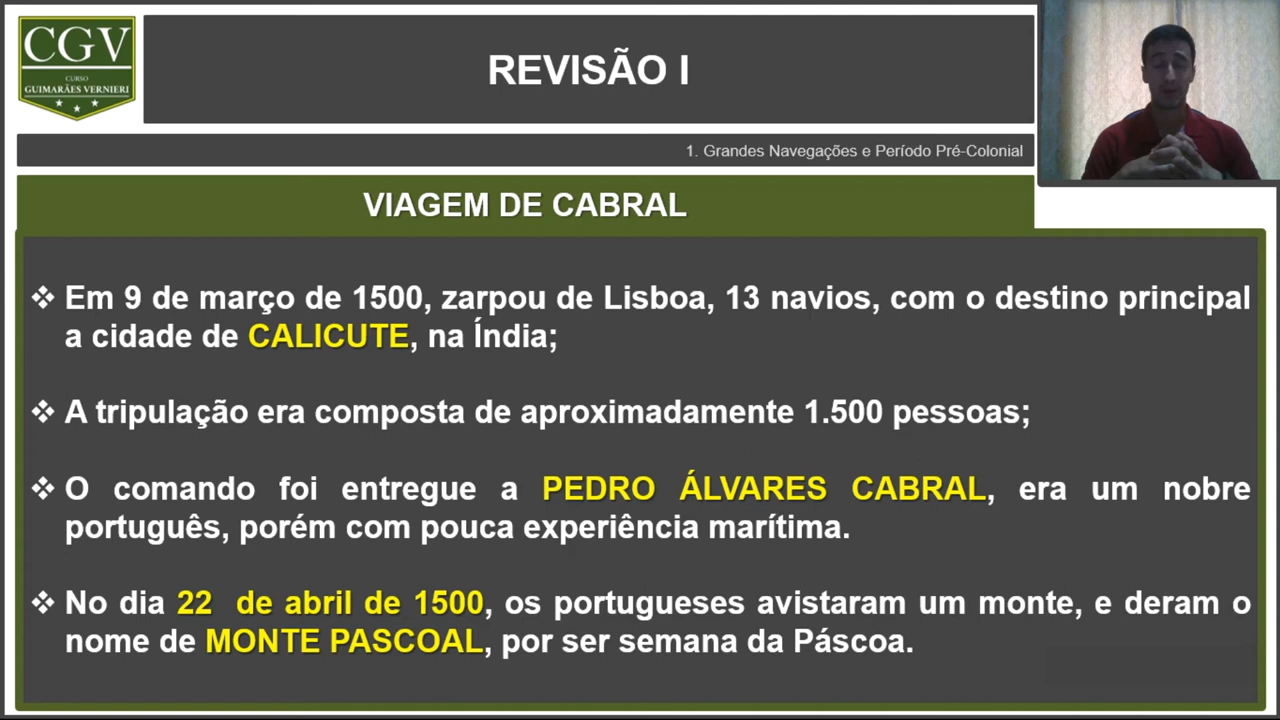 CGV
CURSO
GUIMARÃES VERNIERI
REVISÃO I
1. Grandes Navegações e Período Pré-Colonial
VIAGEM DE CABRAL
❖ Em 9 de março de 1500, zarpou de Lisboa, 13 navios, com o destino principal
a cidade de CALICUTE, na Índia;
❖ A tripulação era composta de aproximadamente 1.500 pessoas;
❖ O comando foi entregue a PEDRO ÁLVARES CABRAL, era um nobre
português, porém com pouca experiência marítima.
❖ No dia 22 de abril de 1500, os portugueses avistaram um monte, e deram o
nome de MONTE PASCOAL, por ser semana da Páscoa.